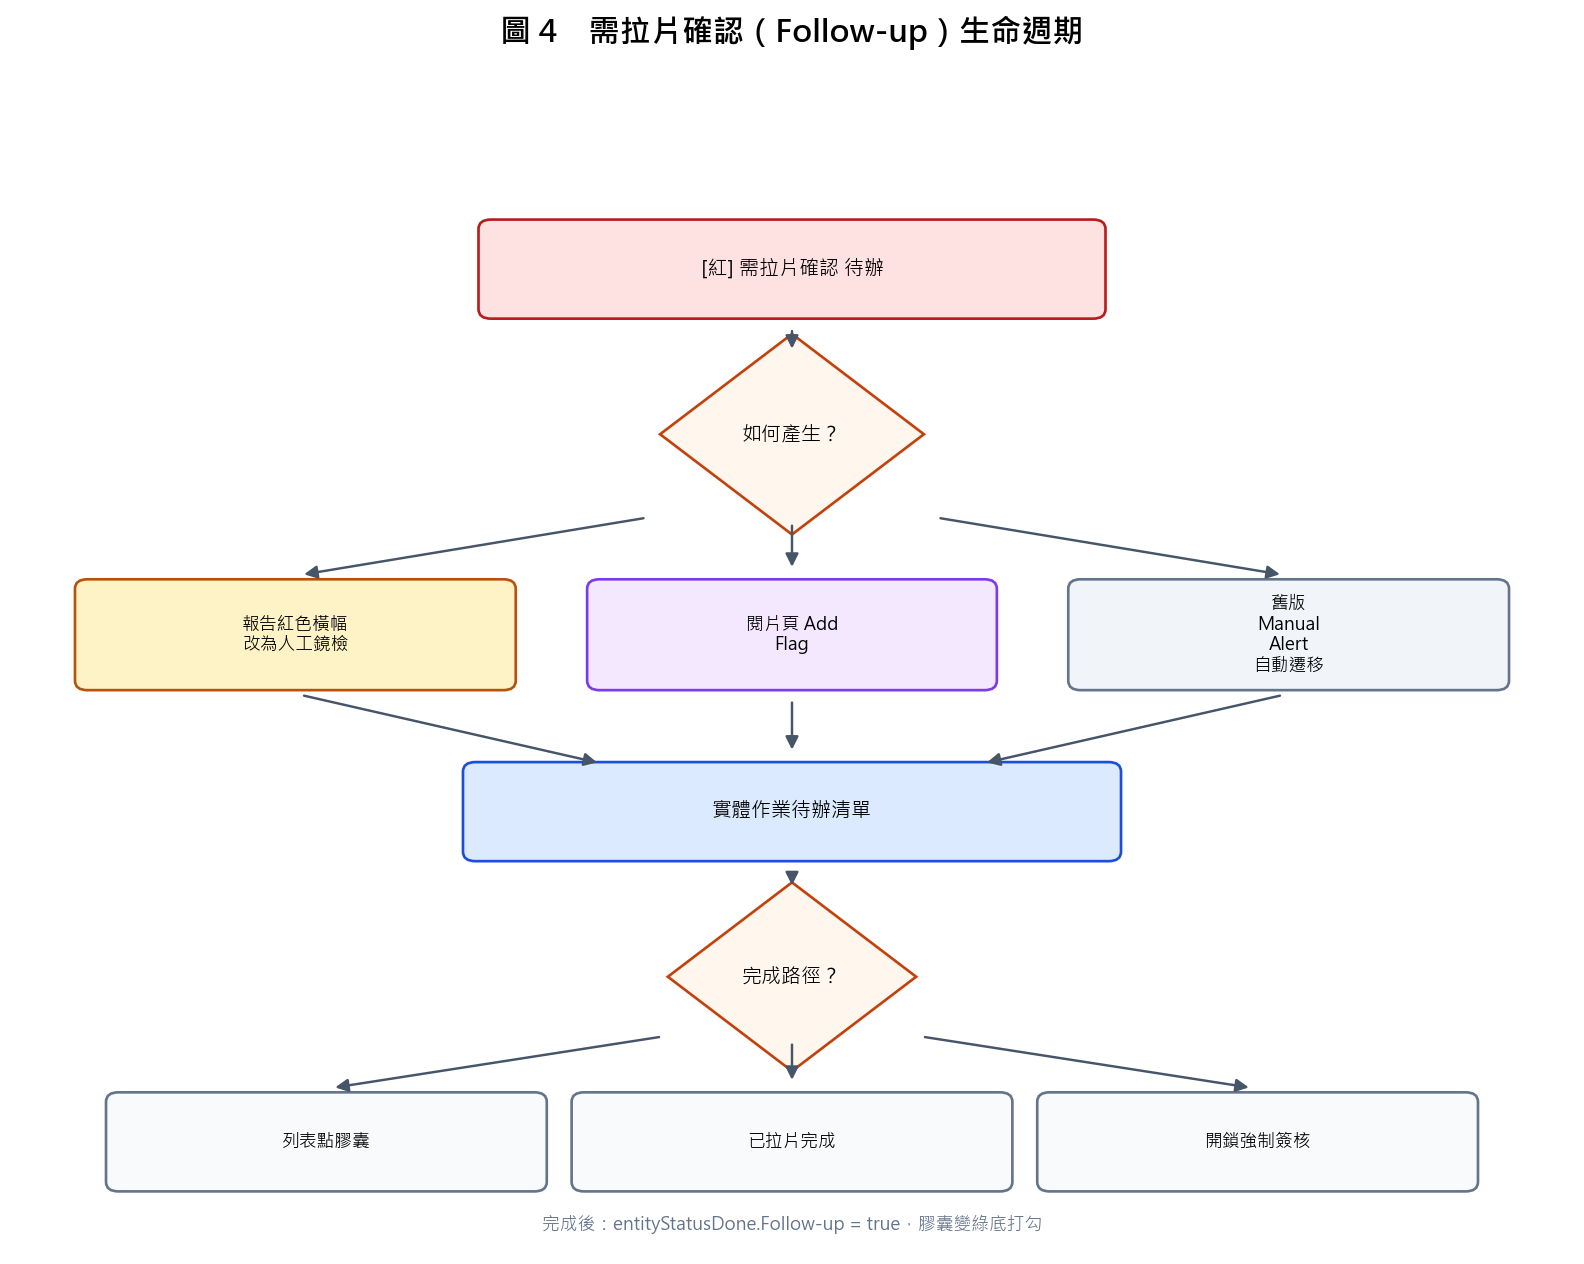 圖 4　需拉片確認（Follow-up）生命週期
[紅] 需拉片確認 待辦
如何產生？
報告紅色橫幅
改為人工鏡檢
閱片頁 Add
Flag
舊版
Manual
Alert
自動遷移
實體作業待辦清單
完成路徑？
列表點膠囊
已拉片完成
開鎖強制簽核
完成後：entityStatusDone.Follow-up = true · 膠囊變綠底打勾